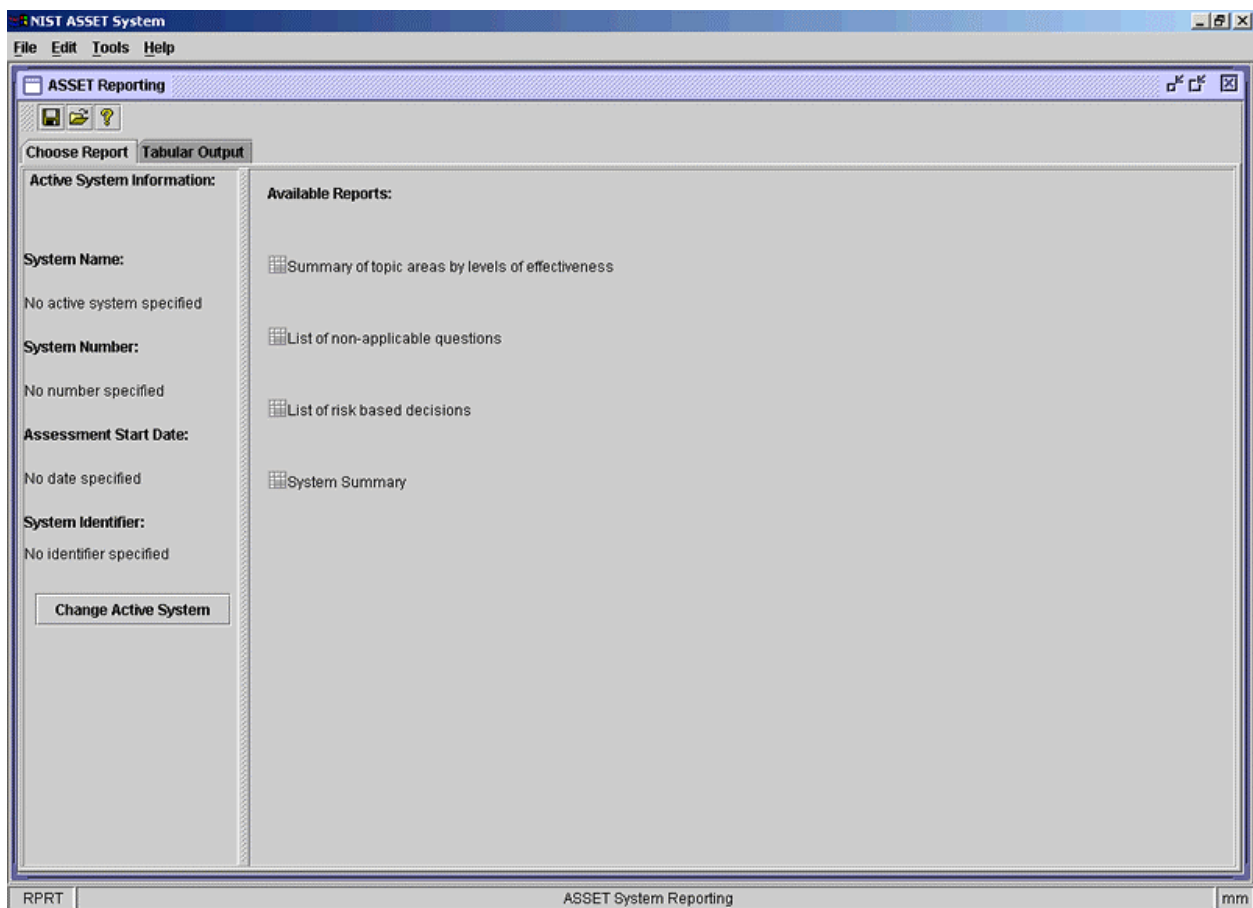 NIST ASSET System
File Edit Tools Help
ASSET Reporting
Choose Report Tabular Output
Active System Information:
System Name:
No active system specified
System Number:
No number specified
Assessment Start Date:
No date specified
System Identifier:
No identifier specified
Change Active System
Available Reports:
Summary of topic areas by levels of effectiveness
List of non-applicable questions
List of risk based decisions
System Summary
RPRT ASSET System Reporting mm